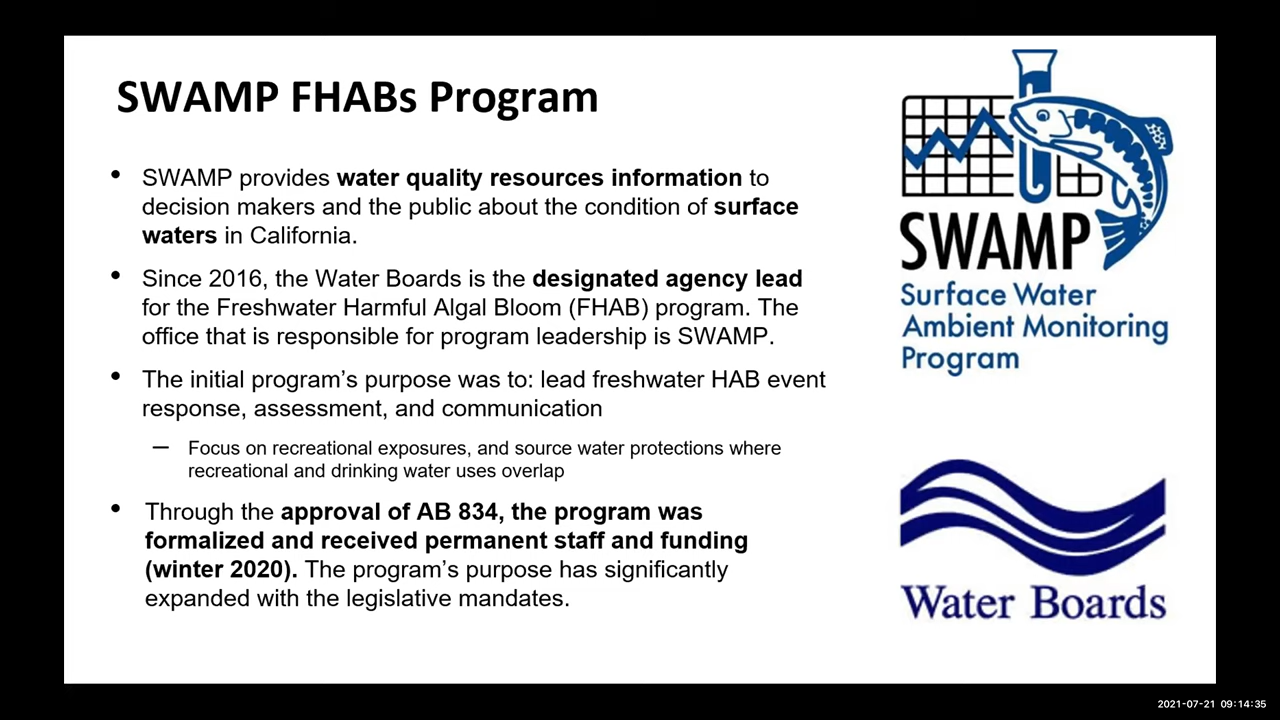 SWAMP FHABs Program
• SWAMP provides water quality resources information to
decision makers and the public about the condition of surface
waters in California.
• Since 2016, the Water Boards is the designated agency lead
for the Freshwater Harmful Algal Bloom (FHAB) program. The
office that is responsible for program leadership is SWAMP.
• The initial program’s purpose was to: lead freshwater HAB event
response, assessment, and communication
– Focus on recreational exposures, and source water protections where
recreational and drinking water uses overlap
• Through the approval of AB 834, the program was
formalized and received permanent staff and funding
(winter 2020). The program’s purpose has significantly
expanded with the legislative mandates.
SWAMP
Surface Water
Ambient Monitoring
Program
Water Boards
2021-07-21 09:14:35